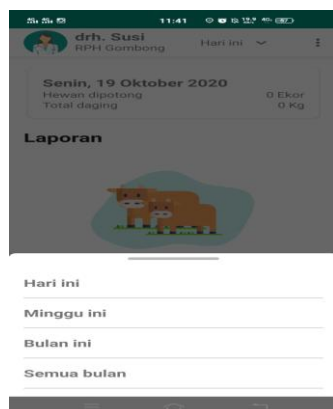 11:41
drh. Susi
RPH Gombong
Hari ini
Senin, 19 Oktober 2020
Hewan dipotong 0 Ekor
Total daging 0 Kg
Laporan
Hari ini
Minggu ini
Bulan ini
Semua bulan